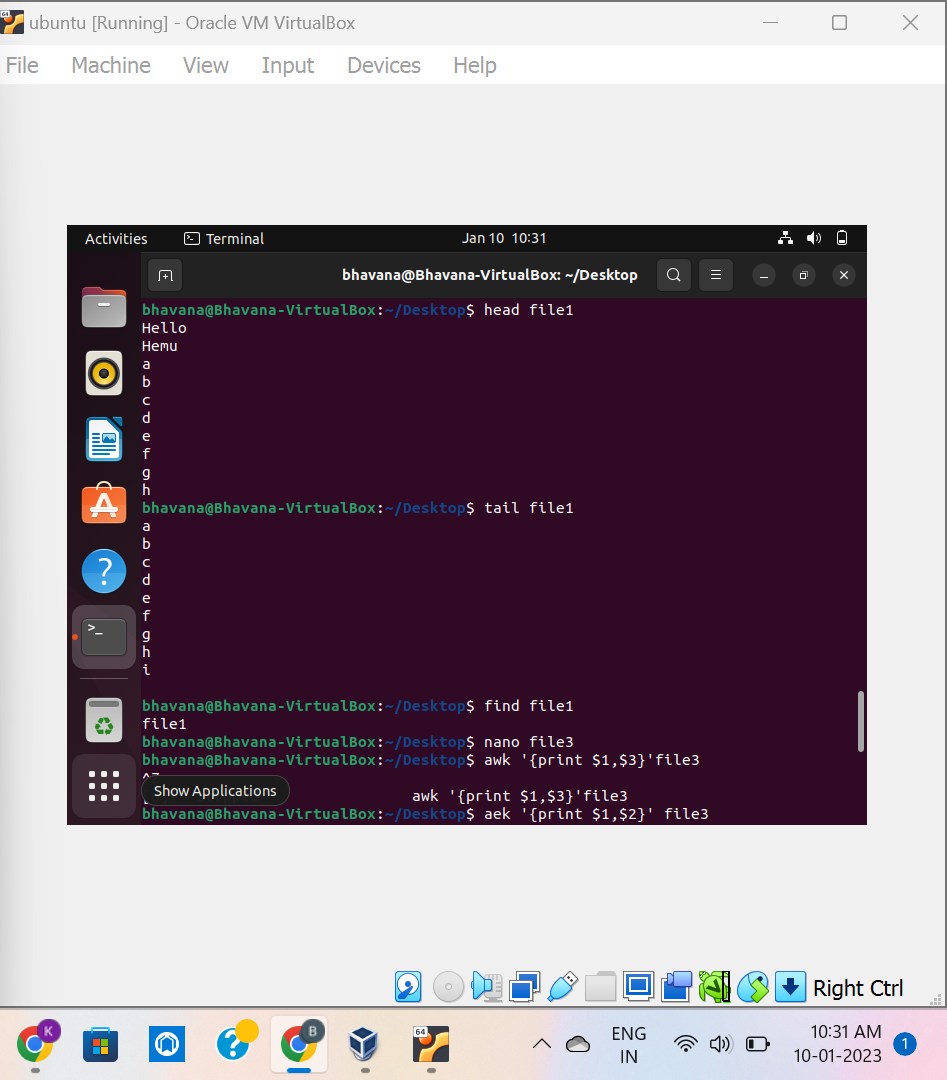 64
ubuntu [Running] - Oracle VM VirtualBox
File Machine View Input Devices Help
Activities Terminal Jan 10 10:31
bhavana@Bhavana-VirtualBox: ~/Desktop
bhavana@Bhavana-VirtualBox:~/Desktop$ head file1
Hello
Hemu
a
b
c
d
e
f
g
h
bhavana@Bhavana-VirtualBox:~/Desktop$ tail file1
a
b
c
d
e
f
g
h
i
bhavana@Bhavana-VirtualBox:~/Desktop$ find file1
file1
bhavana@Bhavana-VirtualBox:~/Desktop$ nano file3
bhavana@Bhavana-VirtualBox:~/Desktop$ awk '{print $1,$3}'file3
Show Applications
awk '{print $1,$3}'file3
bhavana@Bhavana-VirtualBox:~/Desktop$ aek '{print $1,$2}' file3
Right Ctrl
K
B
64
ENG
IN
10:31 AM
10-01-2023
1